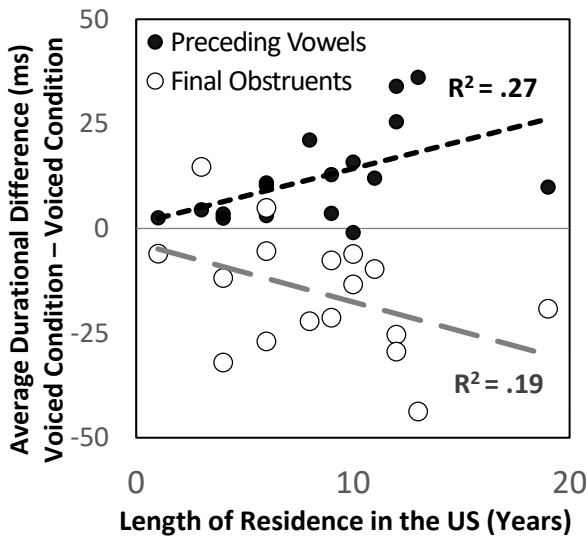 Average Durational Difference (ms)
Voiced Condition – Voiced Condition
50
25
0
-25
-50
Preceding Vowels
Final Obstruents
R² = .27
R² = .19
0
10
20
Length of Residence in the US (Years)